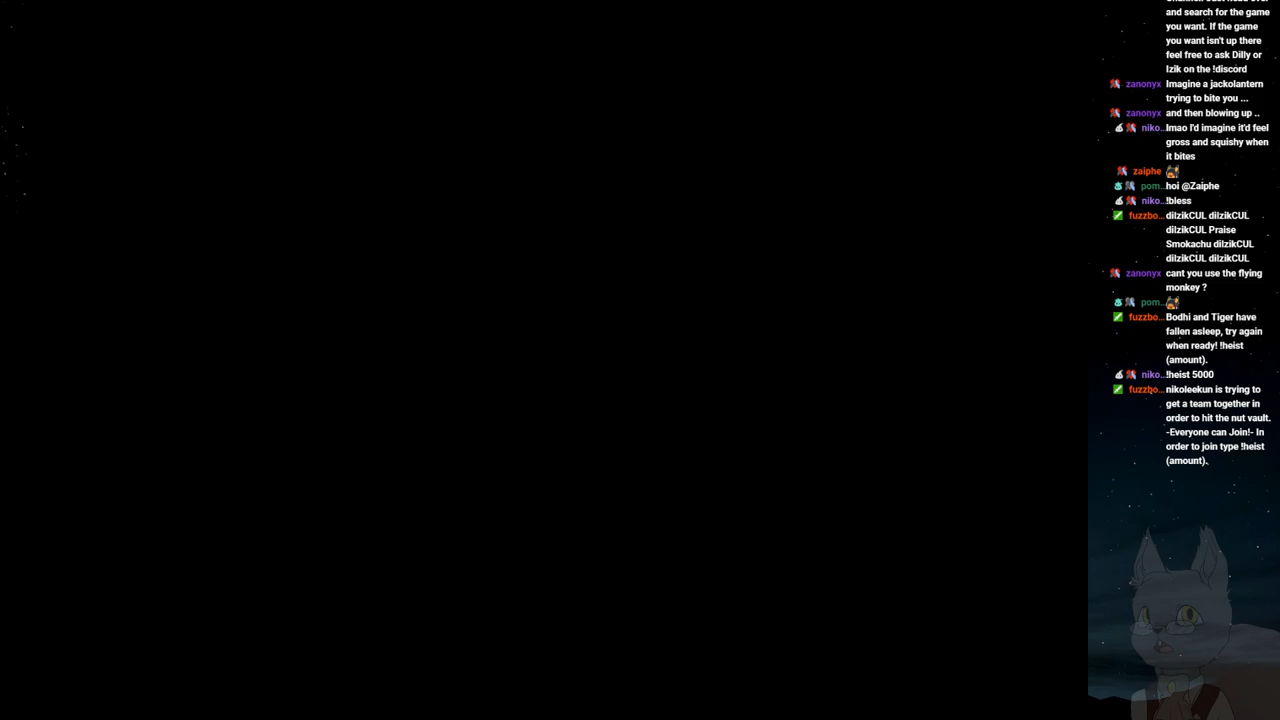 and search for the game
you want. If the game
you want isn't up there
feel free to ask Dilly or
Izik on the !discord
zanonyx Imagine a jackolantern
trying to bite you ...
zanonyx and then blowing up ..
niko... lmao I'd imagine it'd feel
gross and squishy when
it bites
zaiphe
pom... hoi @Zaiphe
niko... !bless
fuzzbo... dilzikCUL dilzikCUL
dilzikCUL Praise
Smokachu dilzikCUL
dilzikCUL dilzikCUL
zanonyx cant you use the flying
monkey ?
pom...
fuzzbo... Bodhi and Tiger have
fallen asleep, try again
when ready! !heist
(amount).
niko... !heist 5000
fuzzbo... nikoleekun is trying to
get a team together in
order to hit the nut vault.
-Everyone can Join!- In
order to join type !heist
(amount).